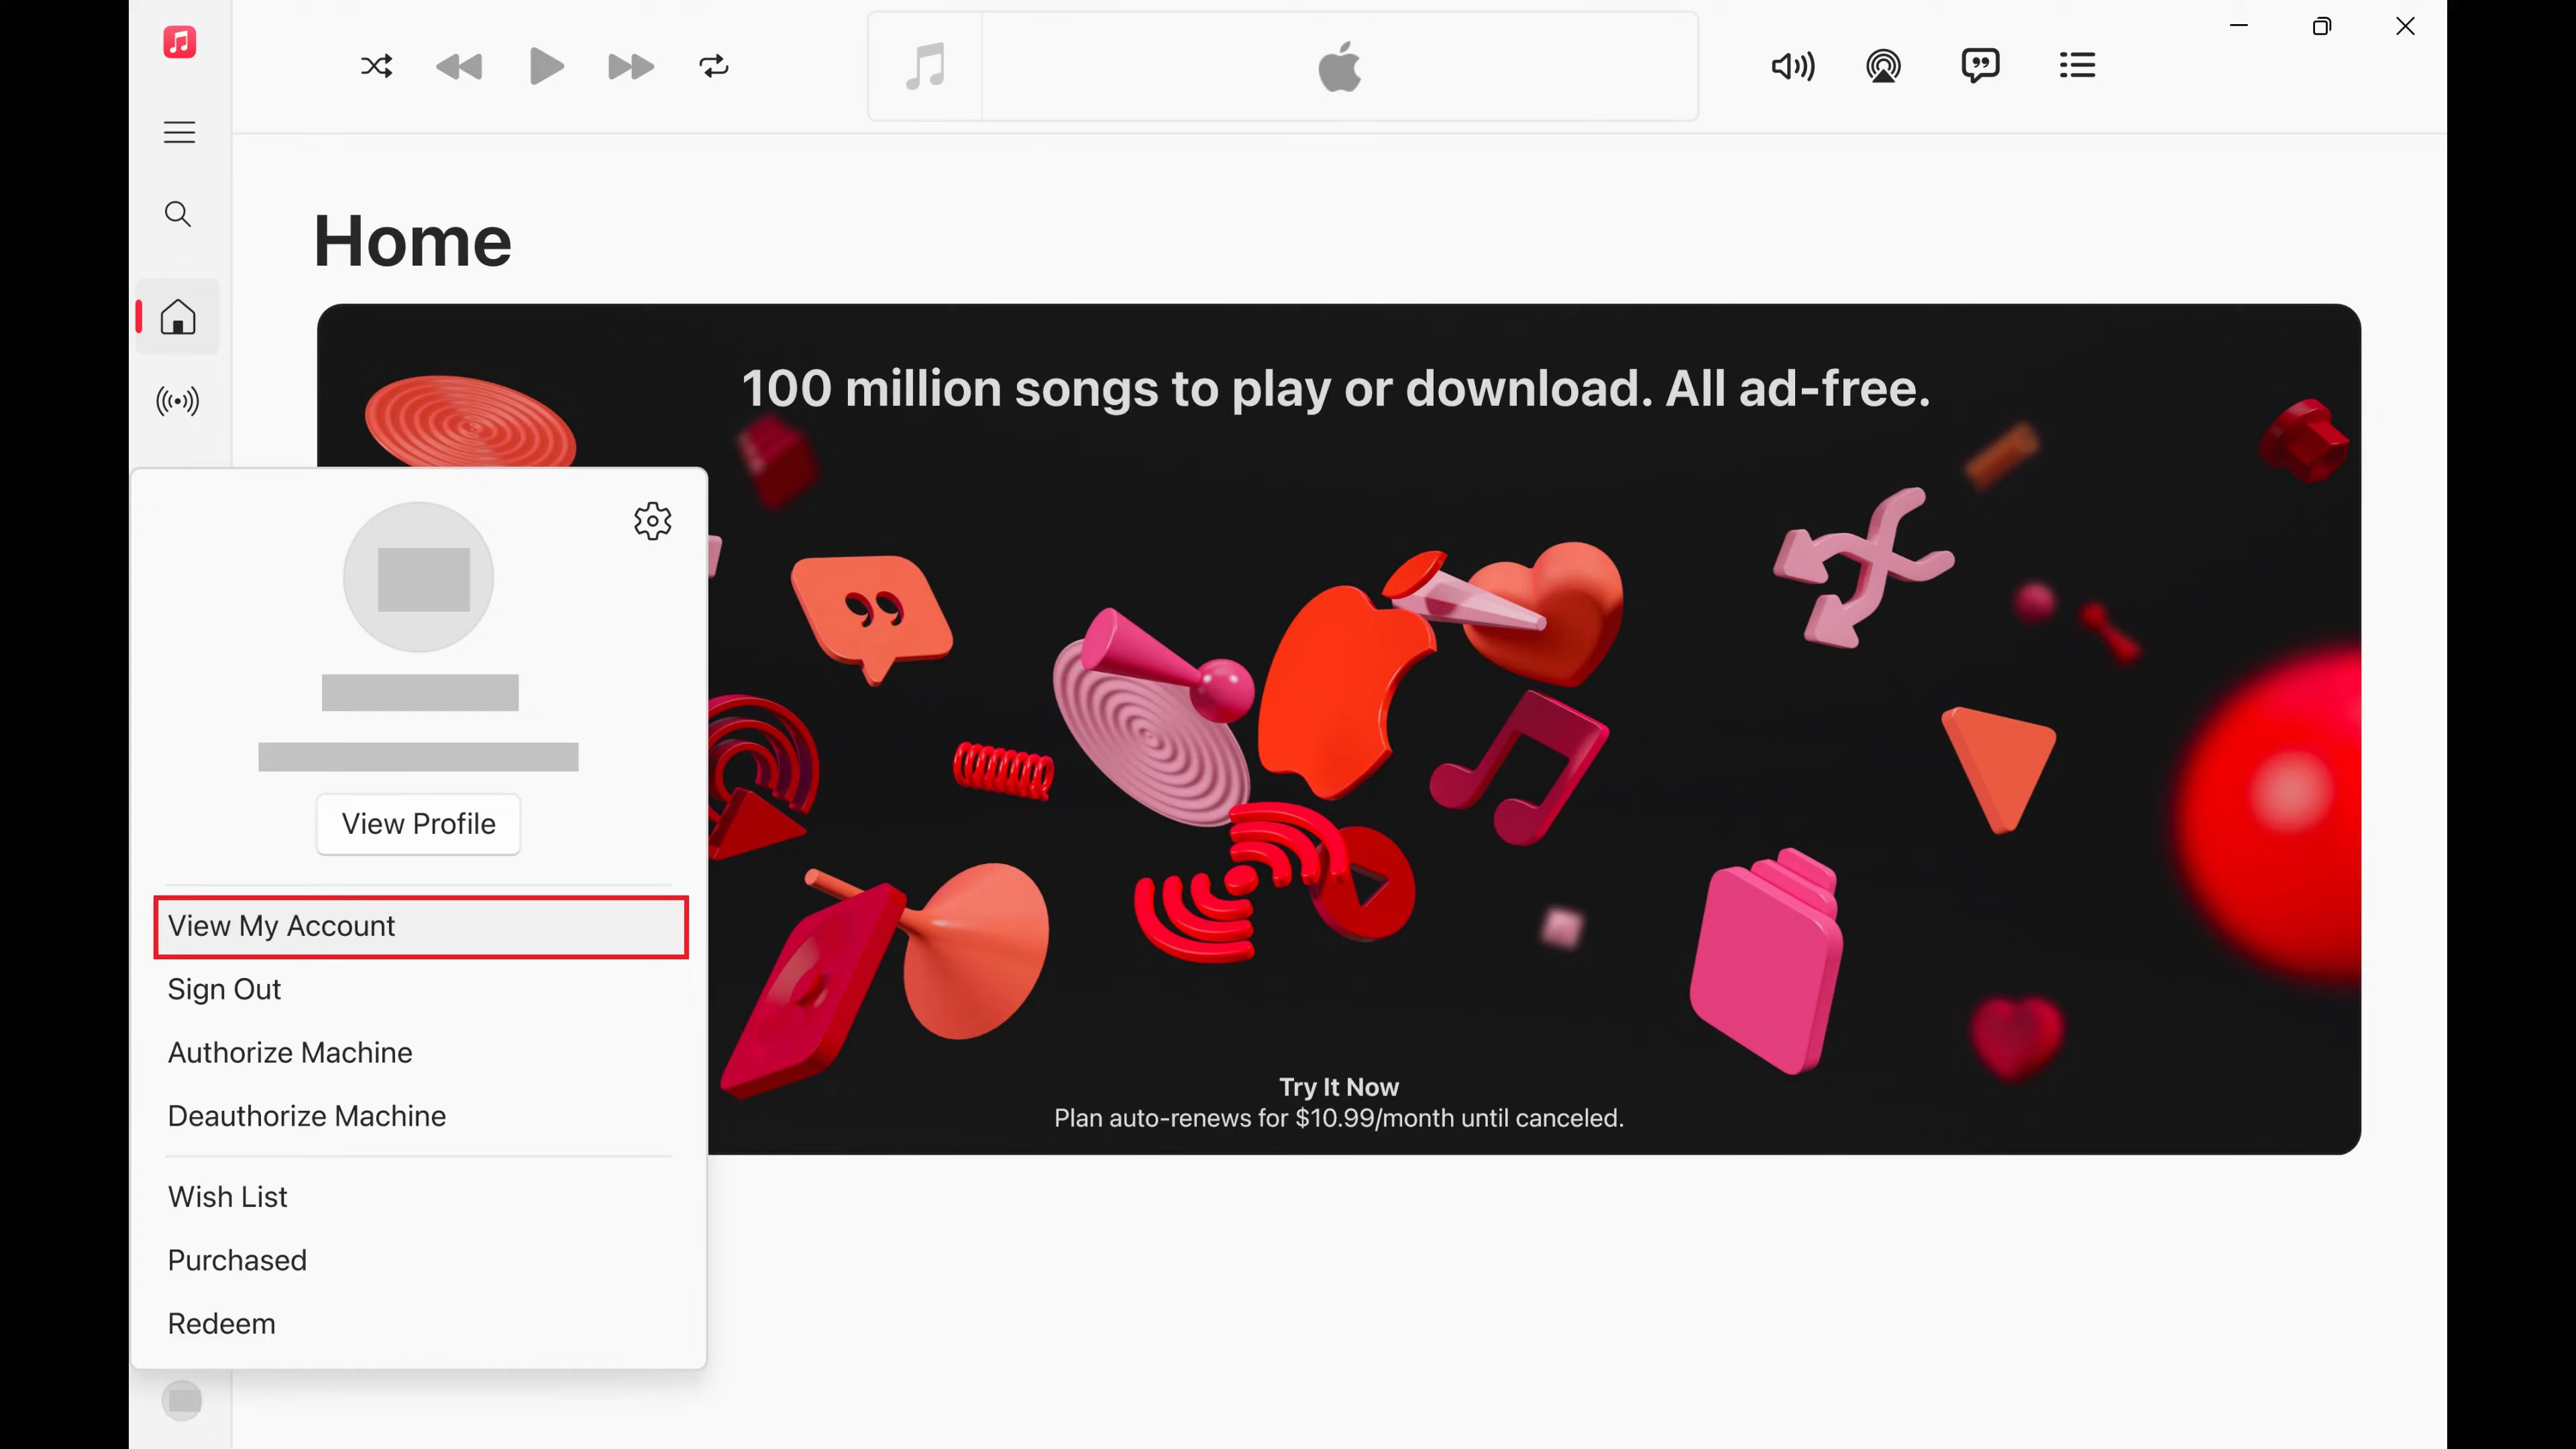 Home
100 million songs to play or download. All ad-free.
View Profile
View My Account
Sign Out
Authorize Machine
Deauthorize Machine
Wish List
Purchased
Redeem
Try It Now
Plan auto-renews for $10.99/month until canceled.